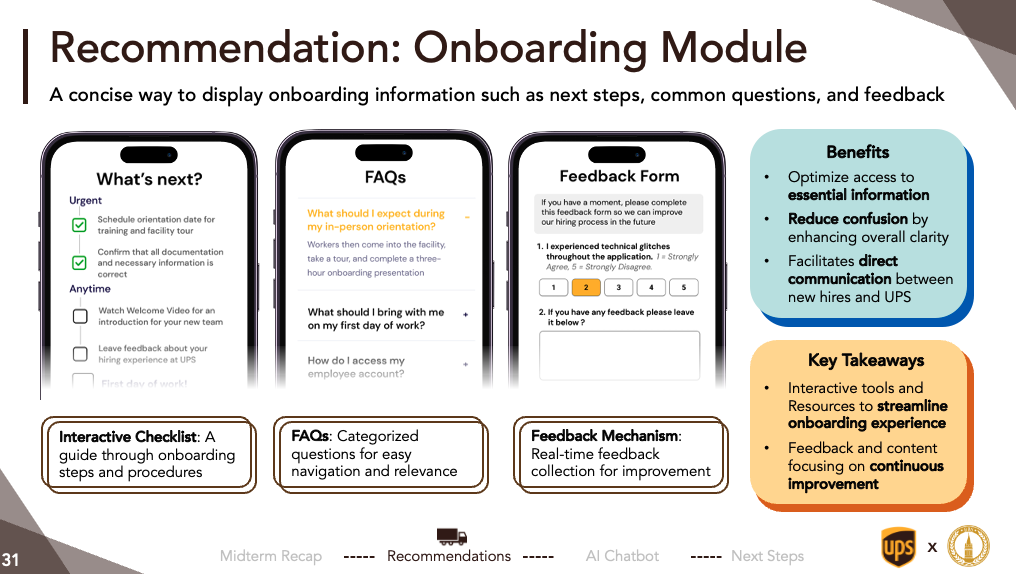 Recommendation: Onboarding Module
A concise way to display onboarding information such as next steps, common questions, and feedback
What's next?
Urgent
Schedule orientation date for
training and facility tour
Confirm that all documentation
and necessary information is
correct
Anytime
Watch Welcome Video for an
introduction for your new team
Leave feedback about your
hiring experience at UPS
First day of work!
FAQs
What should I expect during
my in-person orientation?
–
Workers then come into the facility,
take a tour, and complete a three-
hour onboarding presentation
What should I bring with me
on my first day of work?
+
How do I access my
employee account?
+
Feedback Form
If you have a moment, please complete
this feedback form so we can improve
our hiring process in the future
1. I experienced technical glitches
throughout the application. 1 = Strongly
Agree, 5 = Strongly Disagree.
1 2 3 4 5
2. If you have any feedback please leave
it below ?
Interactive Checklist: A
guide through onboarding
steps and procedures
FAQs: Categorized
questions for easy
navigation and relevance
Feedback Mechanism:
Real-time feedback
collection for improvement
Benefits
• Optimize access to
essential information
• Reduce confusion by
enhancing overall clarity
• Facilitates direct
communication between
new hires and UPS
Key Takeaways
• Interactive tools and
Resources to streamline
onboarding experience
• Feedback and content
focusing on continuous
improvement
31
Midterm Recap ----- Recommendations ----- AI Chatbot ----- Next Steps
ups x